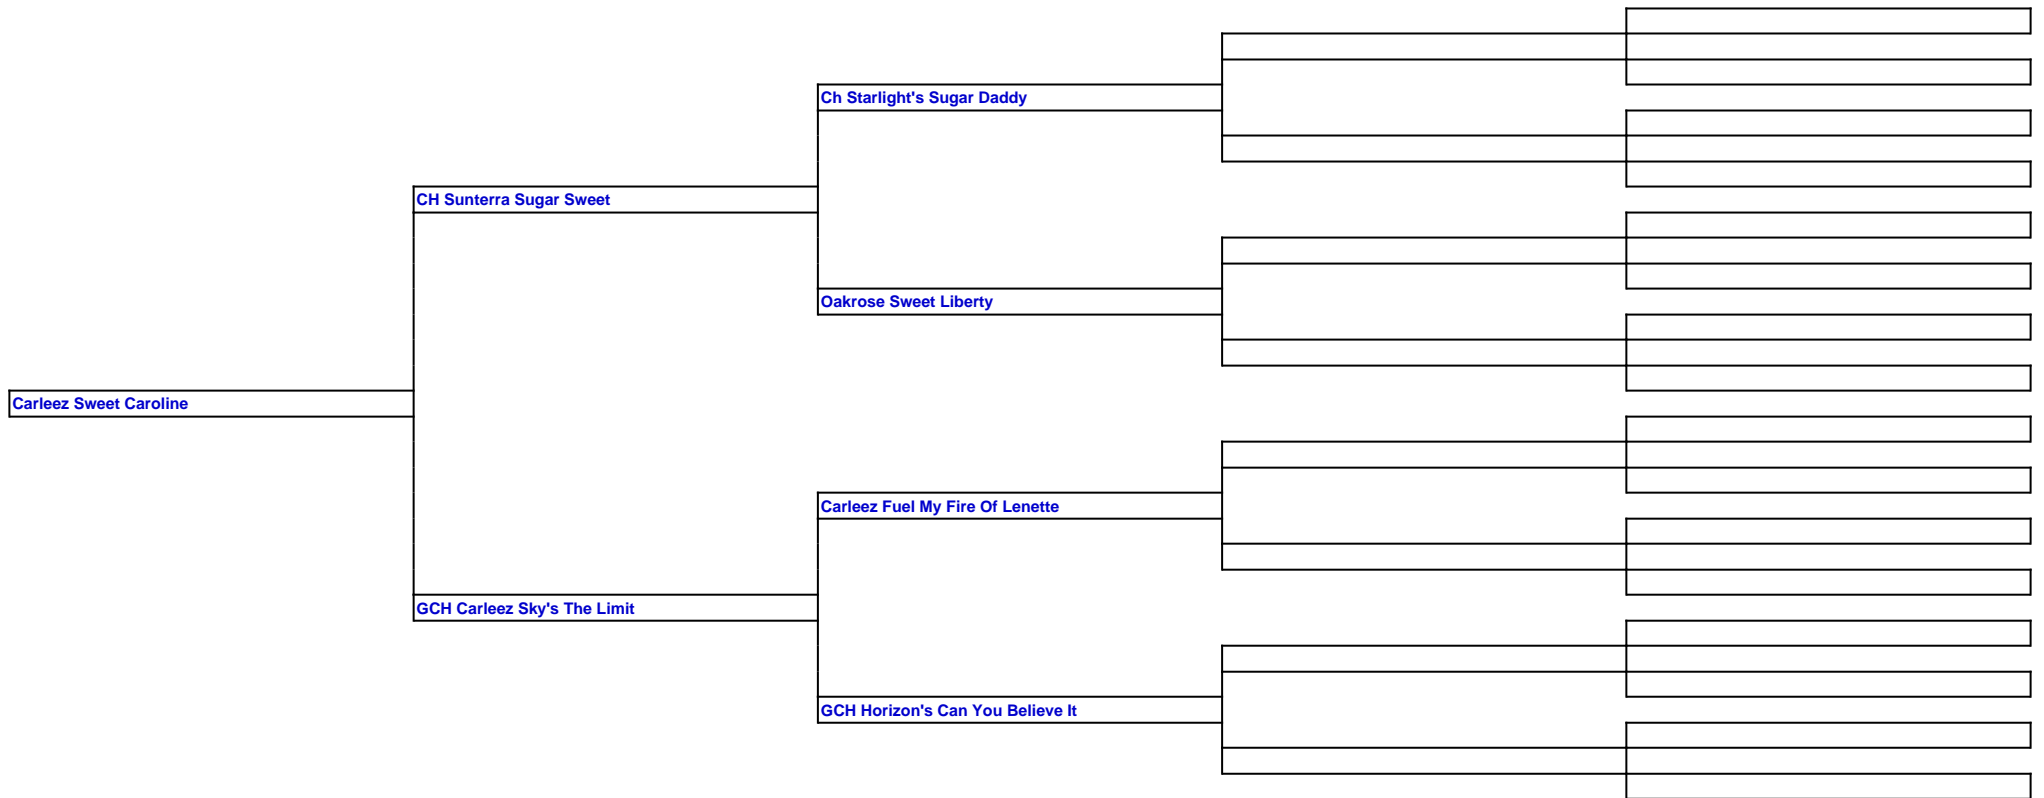 Ch Starlight's Sugar Daddy
CH Sunterra Sugar Sweet
Oakrose Sweet Liberty
Carleez Sweet Caroline
Carleez Fuel My Fire Of Lenette
GCH Carleez Sky's The Limit
GCH Horizon's Can You Believe It